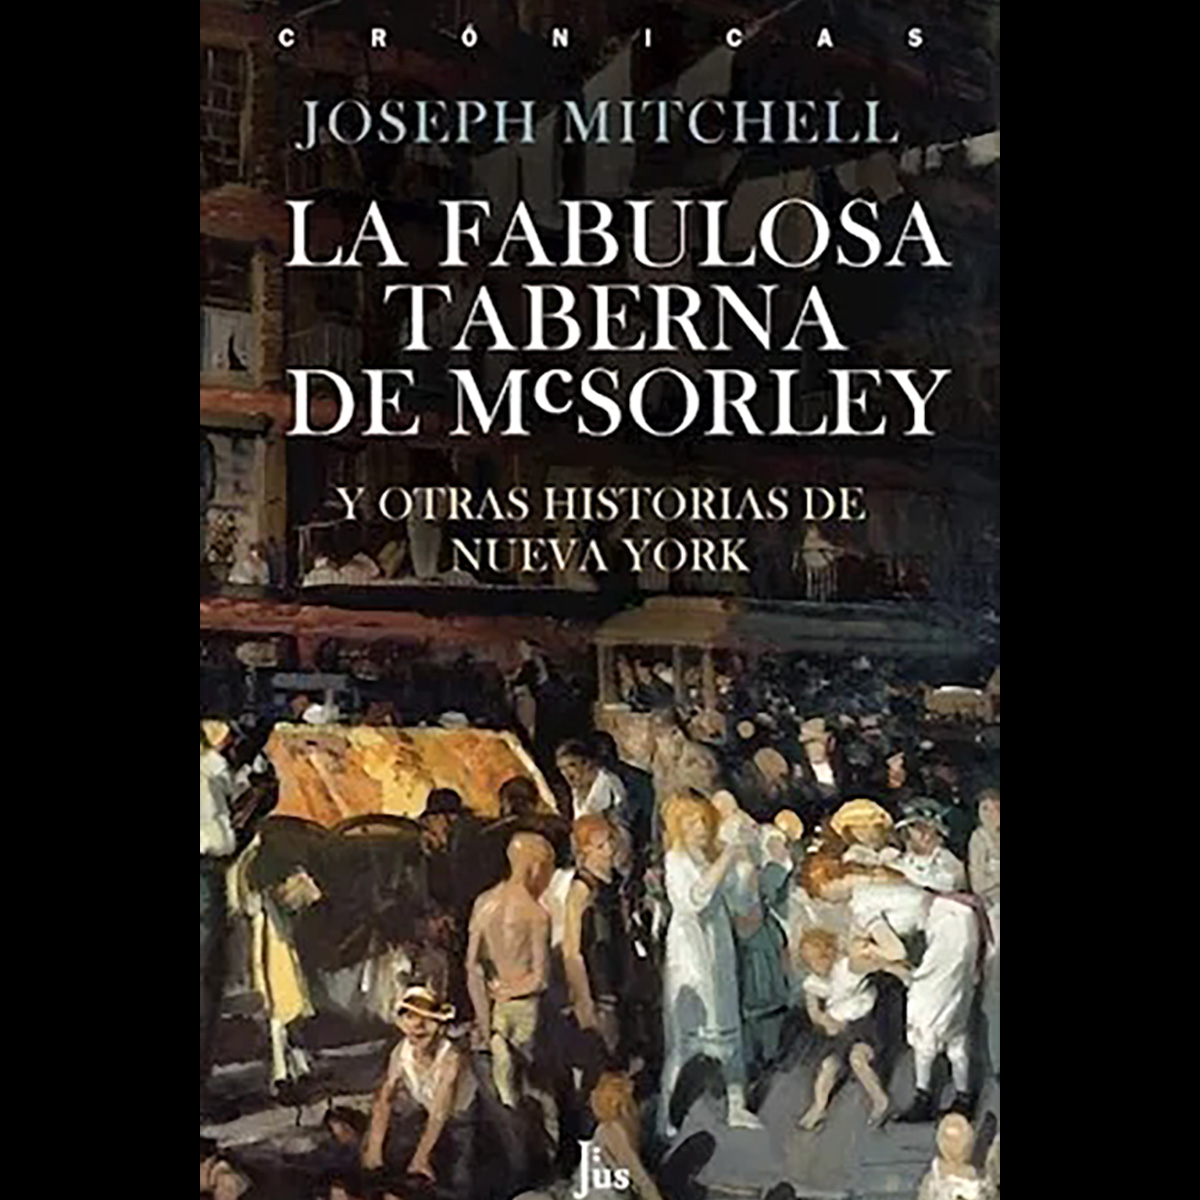 CRÓNICAS
JOSEPH MITCHELL
LA FABULOSA
TABERNA
DE McSORLEY
Y OTRAS HISTORIAS DE
NUEVA YORK
Jus